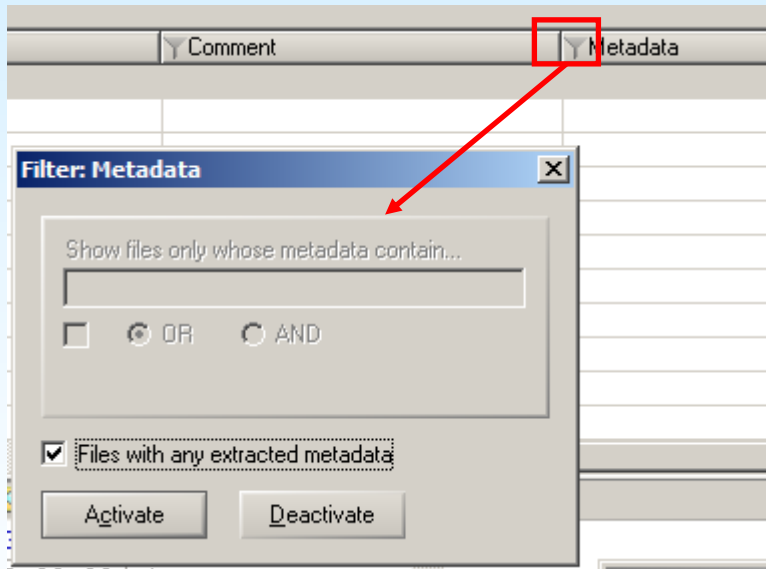 Comment Metadata
Filter: Metadata
Show files only whose metadata contain...
OR AND
Files with any extracted metadata
Activate Deactivate